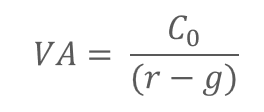 VA = C₀ / (r − g)